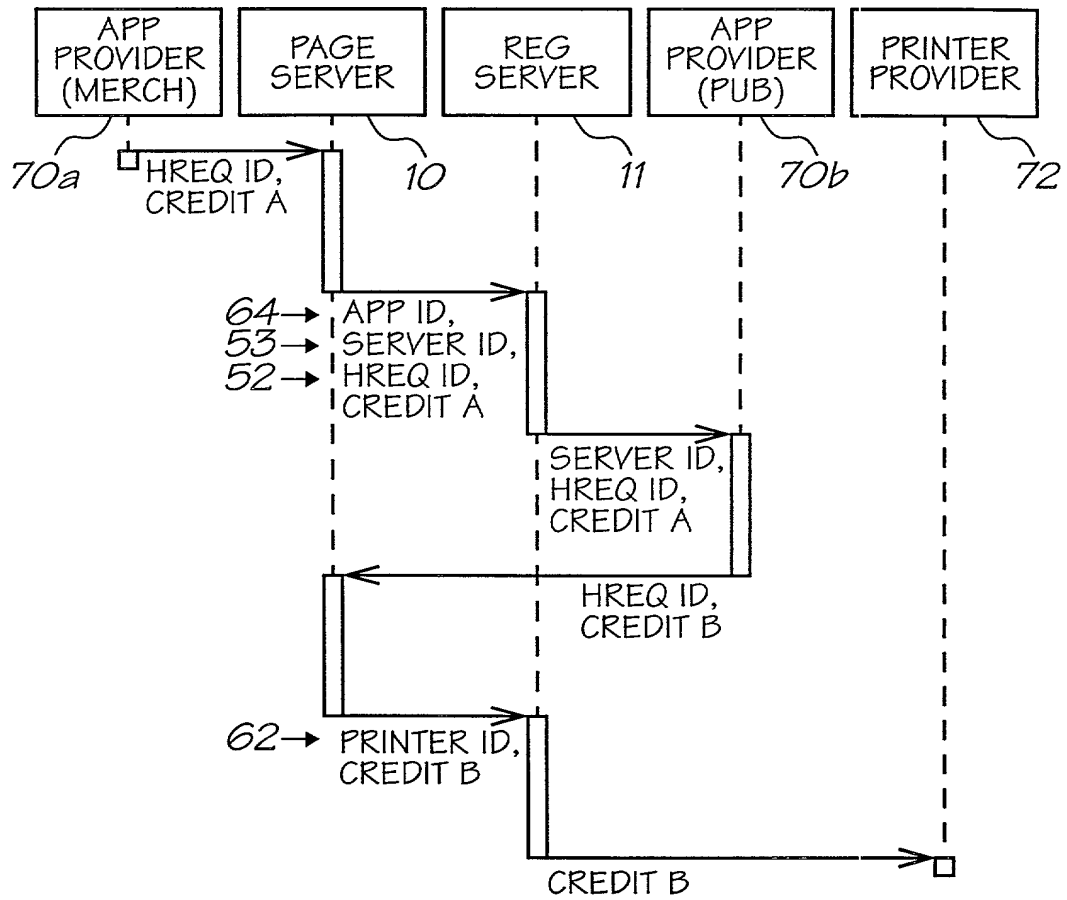 APP
PROVIDER
(MERCH)
PAGE
SERVER
REG
SERVER
APP
PROVIDER
(PUB)
PRINTER
PROVIDER
70a
10
11
70b
72
HREQ ID,
CREDIT A
64
APP ID,
53
SERVER ID,
52
HREQ ID,
CREDIT A
SERVER ID,
HREQ ID,
CREDIT A
HREQ ID,
CREDIT B
62
PRINTER ID,
CREDIT B
CREDIT B